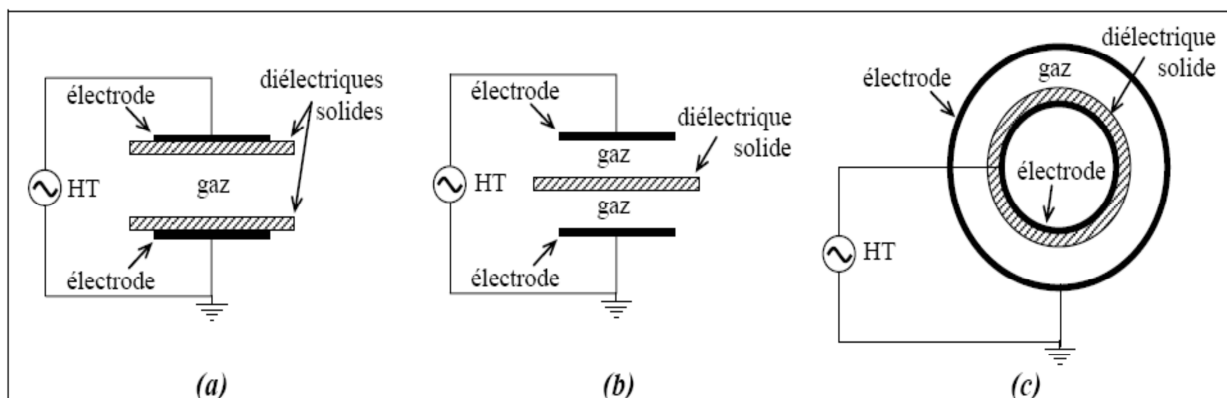 électrode
diélectriques
solides
HT
gaz
électrode
(a)
électrode
gaz
diélectrique
solide
HT
gaz
électrode
(b)
électrode
gaz
diélectrique
solide
électrode
HT
(c)